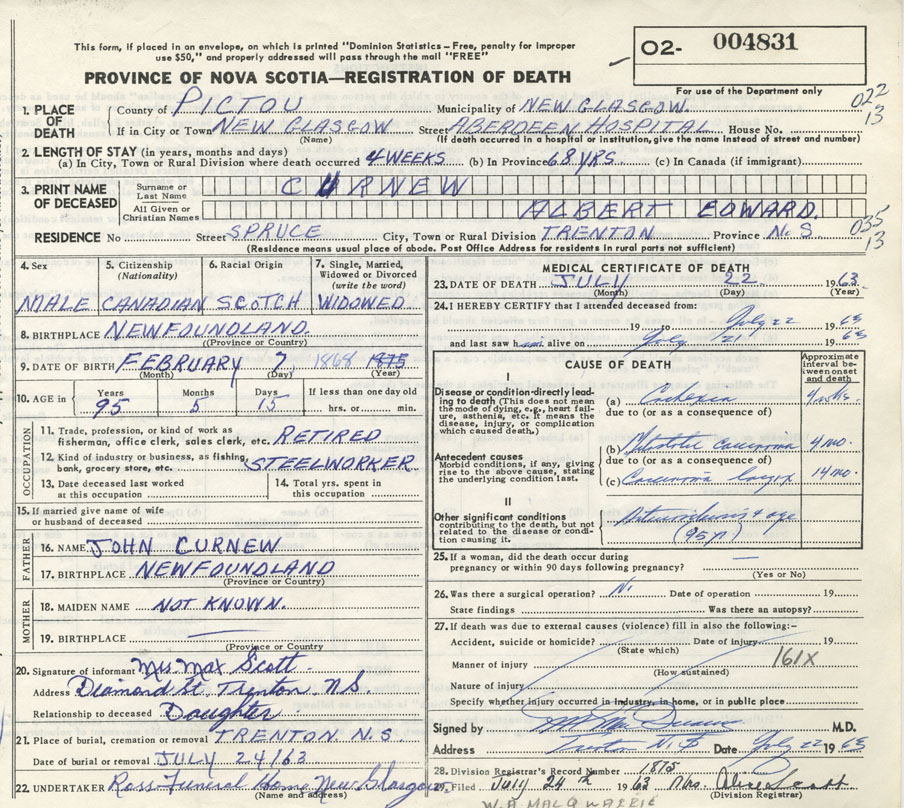 This form, if placed in an envelope, on which is printed "Dominion Statistics—Free, penalty for improper
use $50," and properly addressed will pass through the mail "FREE"
O2- 004831
PROVINCE OF NOVA SCOTIA—REGISTRATION OF DEATH
For use of the Department only
022
13
1. PLACE OF DEATH
County of PICTOU Municipality of NEW GLASGOW.
If in City or Town NEW GLASGOW Street ABERDEEN HOSPITAL House No.
(Name) (If death occurred in a hospital or institution, give the name instead of street and number)
2. LENGTH OF STAY (in years, months and days)
(a) In City, Town or Rural Division where death occurred 4 WEEKS (b) In Province 68 YRS (c) In Canada (if immigrant)
3. PRINT NAME OF DECEASED
Surname or Last Name CURNEW
All Given or Christian Names ALBERT EDWARD.
035
13
RESIDENCE No Street SPRUCE City, Town or Rural Division TRENTON Province N.S
(Residence means usual place of abode. Post Office Address for residents in rural parts not sufficient)
4. Sex 5. Citizenship (Nationality) 6. Racial Origin 7. Single, Married, Widowed or Divorced (write the word)
MALE CANADIAN SCOTCH WIDOWED
8. BIRTHPLACE NEWFOUNDLAND.
(Province or Country)
9. DATE OF BIRTH FEBRUARY 7 1868 1875
(Month) (Day) (Year)
10. AGE in Years Months Days If less than one day old
95 5 15 hrs. or min.
OCCUPATION
11. Trade, profession or kind of work as
fisherman, office clerk, sales clerk, etc. RETIRED
12. Kind of industry or business, as fishing,
bank, grocery store, etc. STEELWORKER
13. Date deceased last worked
at this occupation
14. Total yrs. spent in
this occupation
15. If married give name of wife
or husband of deceased
FATHER
16. NAME JOHN CURNEW
17. BIRTHPLACE NEWFOUNDLAND
(Province or Country)
MOTHER
18. MAIDEN NAME NOT KNOWN.
19. BIRTHPLACE
(Province or Country)
20. Signature of informant Mrs Max Scott.
Address Diamond St. Trenton N.S.
Relationship to deceased Daughter
21. Place of burial, cremation or removal TRENTON N.S.
Date of burial or removal JULY 24/63
22. UNDERTAKER Ross Funeral Home New Glasgow
(Name and address)
MEDICAL CERTIFICATE OF DEATH
23. DATE OF DEATH JULY 22 1963
(Month) (Day) (Year)
24. I HEREBY CERTIFY that I attended deceased from:
19 to July 22 1963
and last saw him alive on July 21 1963
CAUSE OF DEATH
Approximate interval between onset and death
I
Disease or condition directly leading to death (This does not mean the mode of dying, e.g., heart failure, asthenia, etc. It means the disease, injury, or complication which caused death.)
(a) Cachexia 4 wks.
due to (or as a consequence of)
Antecedent causes
Morbid conditions, if any, giving rise to the above cause, stating the underlying condition last.
(b) Metastatic carcinoma 4 mo.
due to (or as a consequence of)
(c) Carcinoma larynx 14 mo.
II
Other significant conditions
contributing to the death, but not related to the disease or condition causing it.
& age
(95 yr)
25. If a woman, did the death occur during
pregnancy or within 90 days following pregnancy? —
(Yes or No)
26. Was there a surgical operation? No Date of operation 19
State findings Was there an autopsy?
27. If death was due to external causes (violence) fill in also the following:—
Accident, suicide or homicide? Date of injury 19
(State which)
161X
Manner of injury
(How sustained)
Nature of injury
Specify whether injury occurred in industry, in home, or in public place
Signed by M.D.
Address Trenton N.S Date July 22 1963
28. Division Registrar's Record Number 1815
29. Filed July 24 1963 Mrs
(Division Registrar)